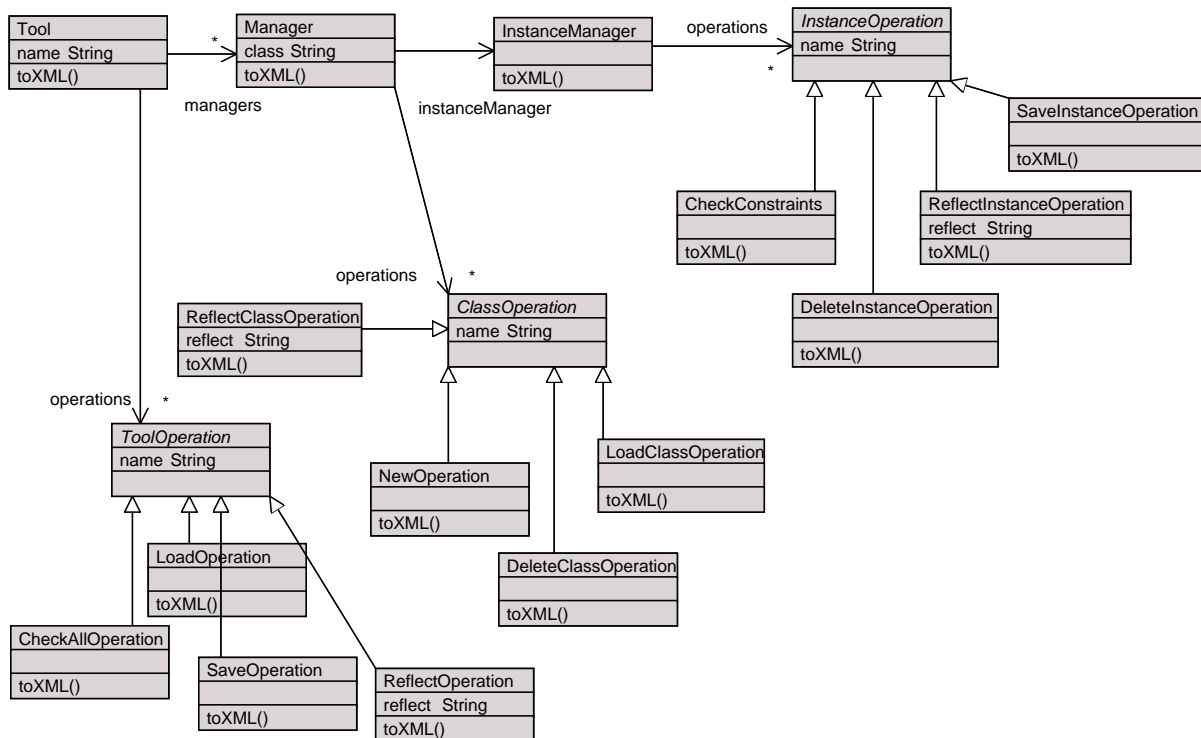 Tool
name String
toXML()
*
managers
Manager
class String
toXML()
instanceManager
InstanceManager
toXML()
operations
*
InstanceOperation
name String
SaveInstanceOperation
toXML()
CheckConstraints
toXML()
ReflectInstanceOperation
reflect String
toXML()
DeleteInstanceOperation
toXML()
operations
*
ClassOperation
name String
ReflectClassOperation
reflect String
toXML()
NewOperation
toXML()
LoadClassOperation
toXML()
DeleteClassOperation
toXML()
operations
*
ToolOperation
name String
LoadOperation
toXML()
CheckAllOperation
toXML()
SaveOperation
toXML()
ReflectOperation
reflect String
toXML()